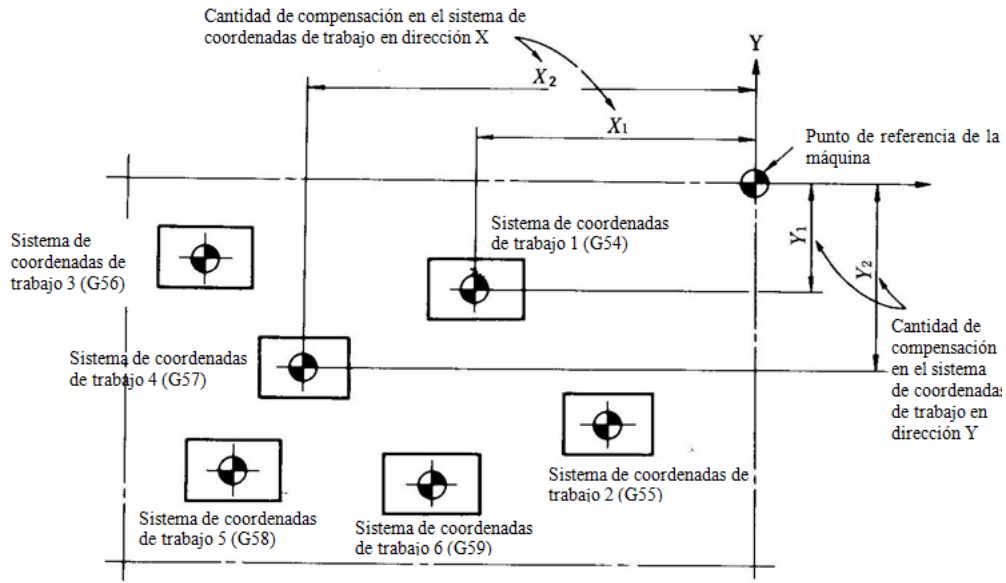 Cantidad de compensación en el sistema de
coordenadas de trabajo en dirección X
Y
X₂
X₁
Punto de referencia de la
máquina
Sistema de coordenadas
de trabajo 1 (G54)
Y₁
Y₂
Sistema de
coordenadas de
trabajo 3 (G56)
Cantidad de
compensación
en el sistema
de coordenadas
de trabajo en
dirección Y
Sistema de coordenadas
de trabajo 4 (G57)
Sistema de coordenadas de
trabajo 2 (G55)
Sistema de coordenadas
de trabajo 5 (G58)
Sistema de coordenadas
de trabajo 6 (G59)